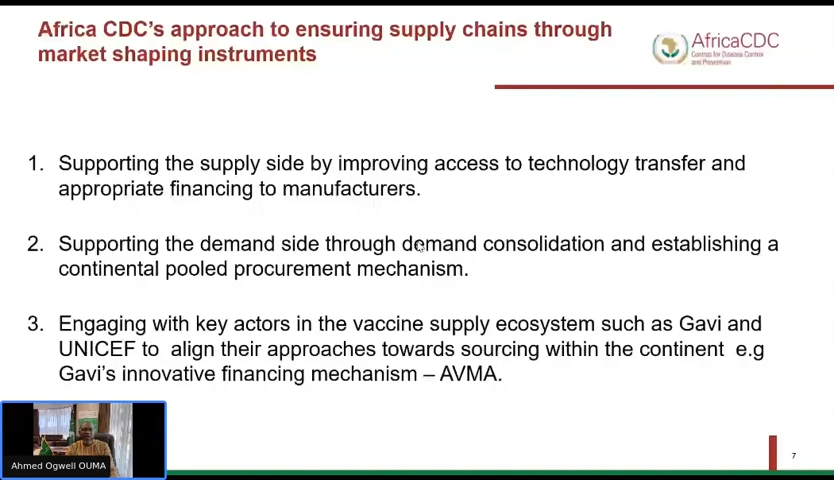 Africa CDC's approach to ensuring supply chains through
market shaping instruments
AfricaCDC
Centres for Disease Control
and Prevention
1. Supporting the supply side by improving access to technology transfer and
appropriate financing to manufacturers.
2. Supporting the demand side through demand consolidation and establishing a
continental pooled procurement mechanism.
3. Engaging with key actors in the vaccine supply ecosystem such as Gavi and
UNICEF to align their approaches towards sourcing within the continent e.g
Gavi's innovative financing mechanism – AVMA.
Ahmed Ogwell OUMA
7